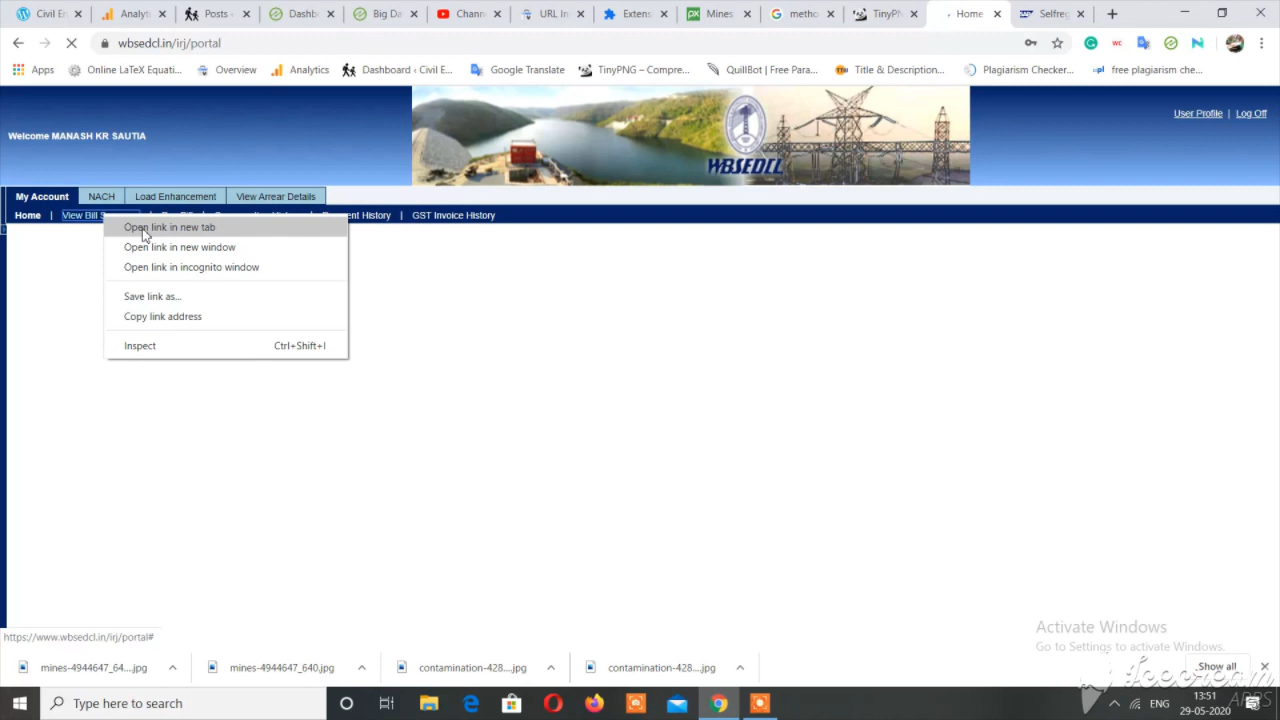 Civil En
Analyti
Posts ‹
Dashbo
Big Da
Chann
URL In
Extens
Mines
metho
TinyPN
Home
Selfreg
wbsedcl.in/irj/portal
Apps
Online LaTeX Equati...
Overview
Analytics
Dashboard ‹ Civil E...
Google Translate
TinyPNG – Compre...
QuillBot | Free Para...
Title & Description...
Plagiarism Checker...
free plagiarism che...
Welcome MANASH KR SAUTIA
WBSEDCL
User Profile | Log Off
My Account
NACH
Load Enhancement
View Arrear Details
Home | View Bill
History | GST Invoice History
Open link in new tab
Open link in new window
Open link in incognito window
Save link as...
Copy link address
Inspect Ctrl+Shift+I
https://www.wbsedcl.in/irj/portal#
Activate Windows
Go to Settings to activate Windows.
mines-4944647_64....jpg
mines-4944647_640.jpg
contamination-428....jpg
contamination-428....jpg
Show all
Icecream
APPS
Type here to search
ENG
13:51
29-05-2020